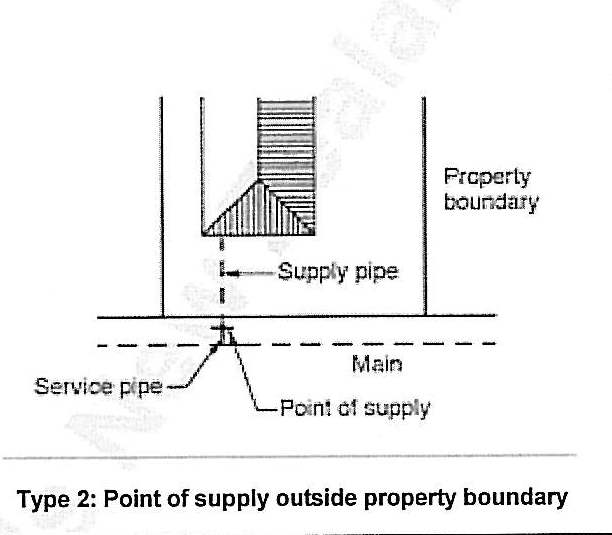 Property
boundary
Supply pipe
Main
Service pipe
Point of supply
Type 2: Point of supply outside property boundary